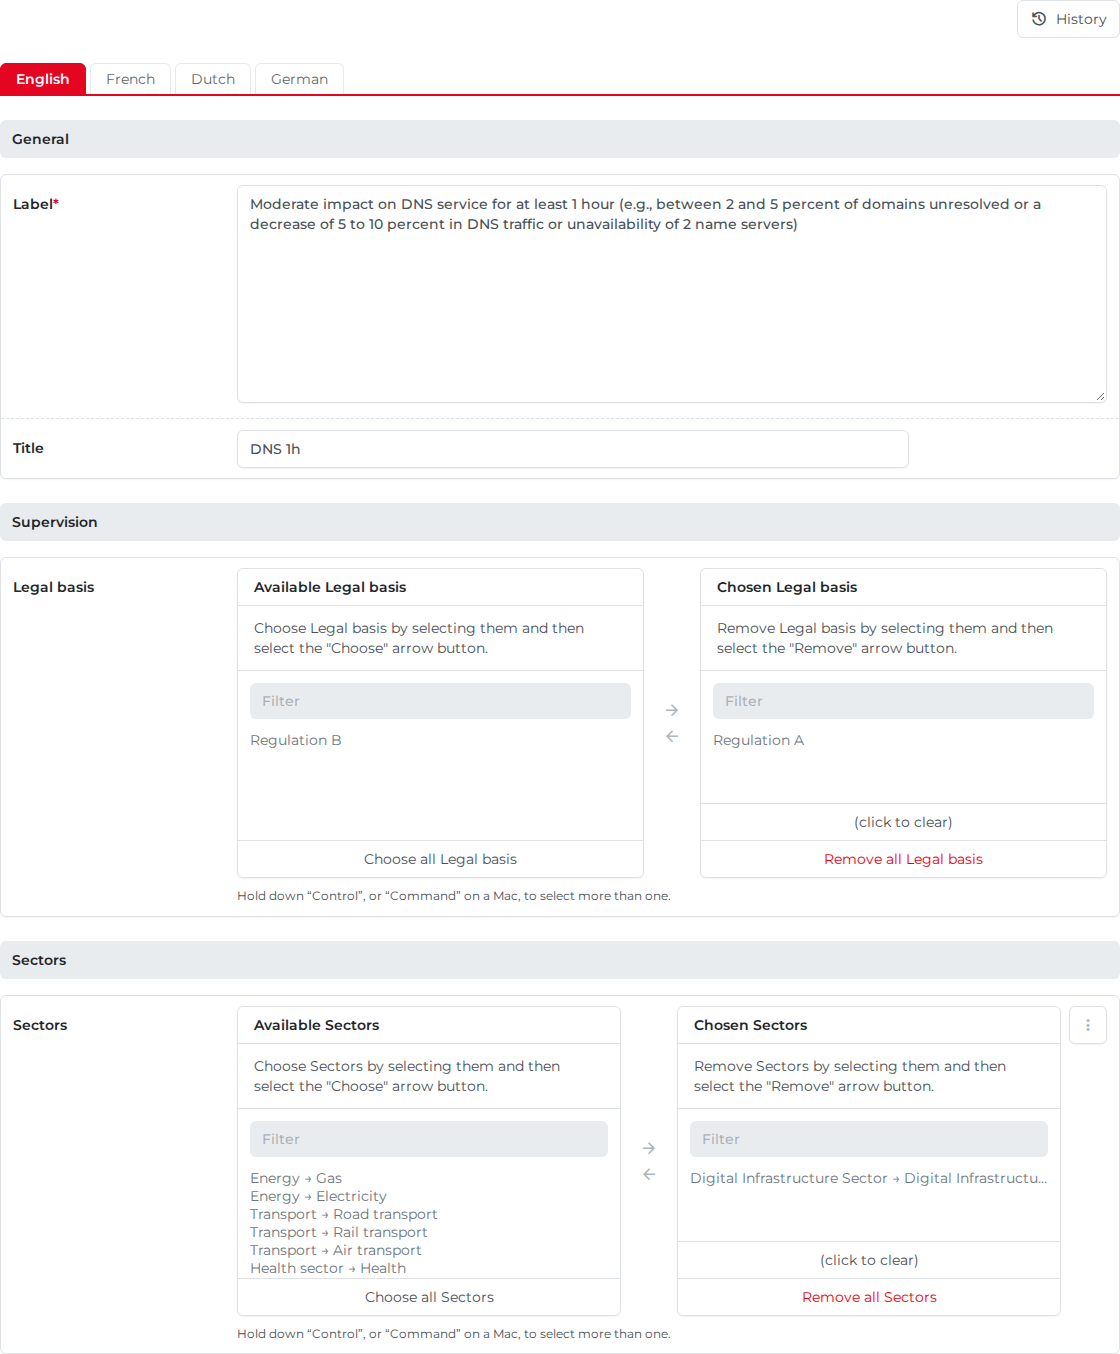 History
English
French
Dutch
German
General
Label*
Moderate impact on DNS service for at least 1 hour (e.g., between 2 and 5 percent of domains unresolved or a
decrease of 5 to 10 percent in DNS traffic or unavailability of 2 name servers)
Title
DNS 1h
Supervision
Legal basis
Available Legal basis
Choose Legal basis by selecting them and then
select the "Choose" arrow button.
Filter
Regulation B
Choose all Legal basis
Chosen Legal basis
Remove Legal basis by selecting them and then
select the "Remove" arrow button.
Filter
Regulation A
(click to clear)
Remove all Legal basis
Hold down “Control”, or “Command” on a Mac, to select more than one.
Sectors
Sectors
Available Sectors
Choose Sectors by selecting them and then
select the "Choose" arrow button.
Filter
Energy → Gas
Energy → Electricity
Transport → Road transport
Transport → Rail transport
Transport → Air transport
Health sector → Health
Choose all Sectors
Chosen Sectors
Remove Sectors by selecting them and then
select the "Remove" arrow button.
Filter
Digital Infrastructure Sector → Digital Infrastructu...
(click to clear)
Remove all Sectors
Hold down “Control”, or “Command” on a Mac, to select more than one.